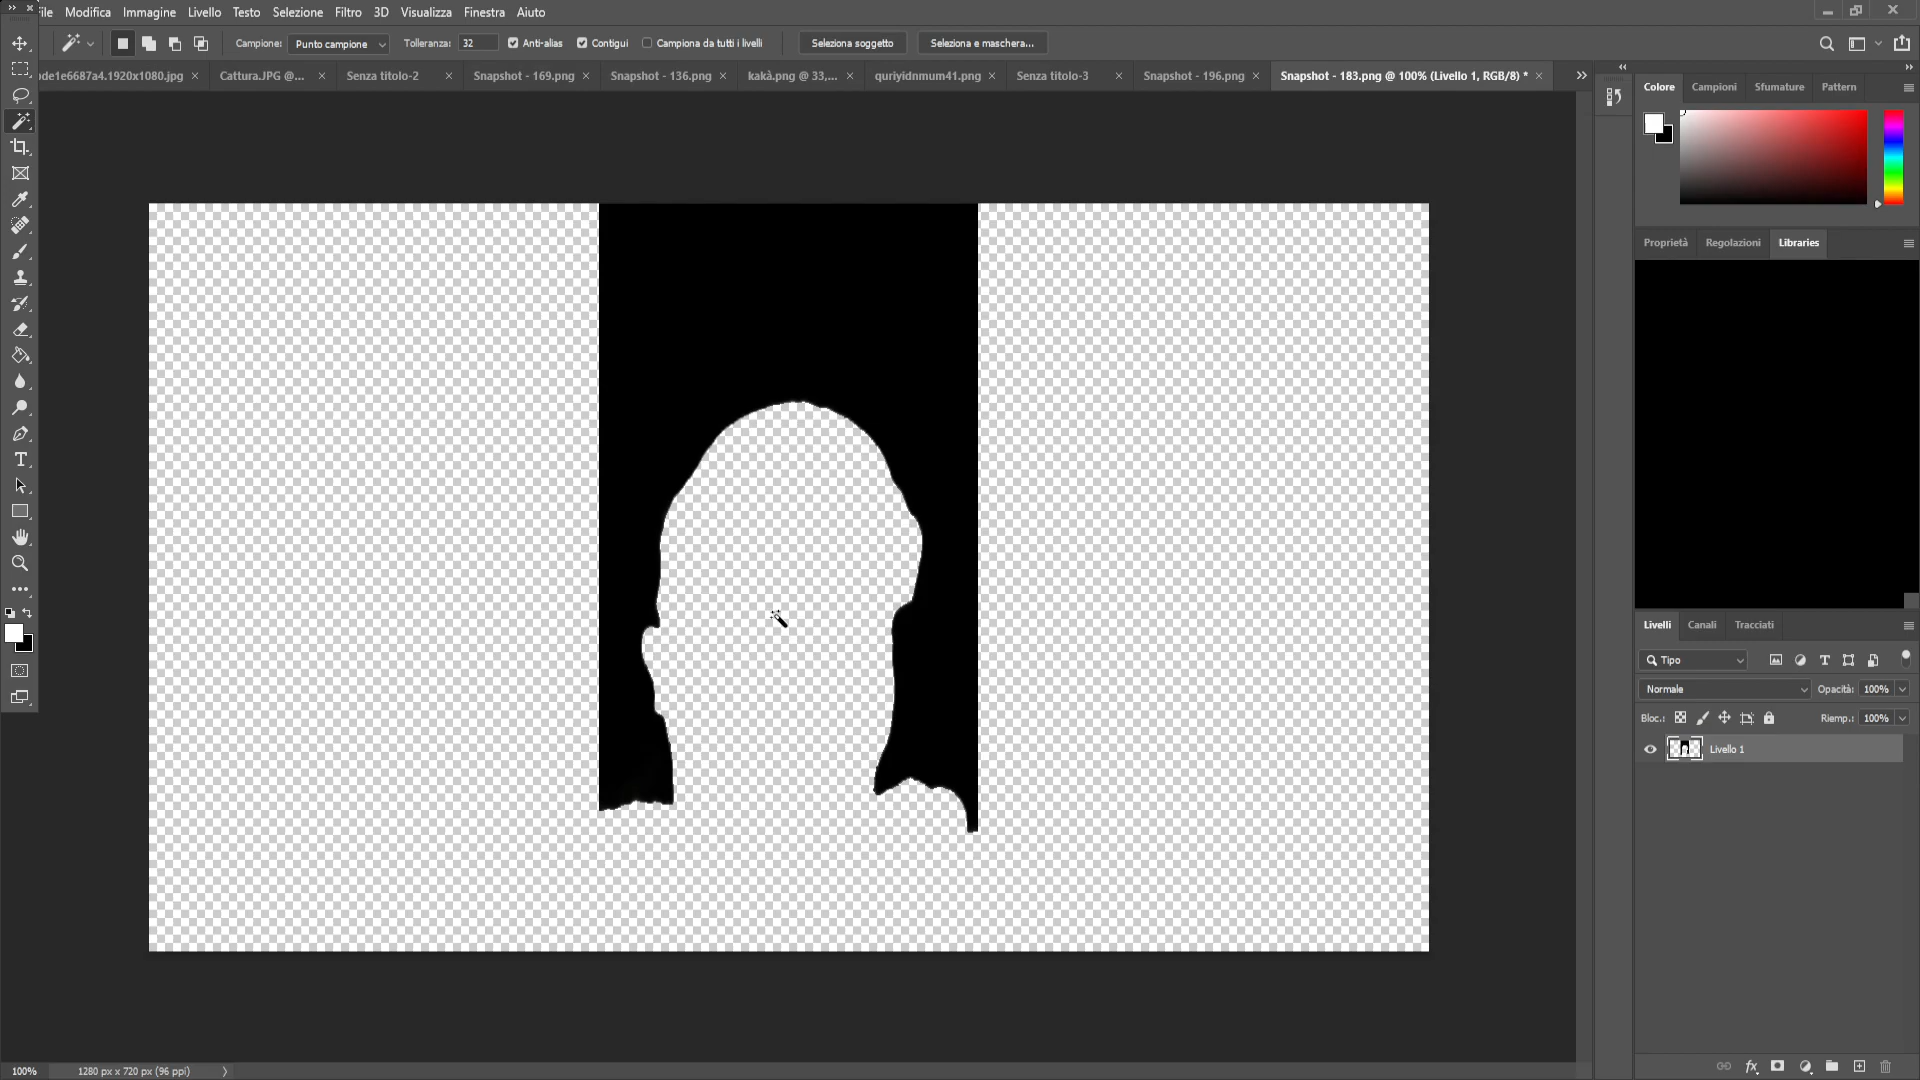 File Modifica Immagine Livello Testo Selezione Filtro 3D Visualizza Finestra Aiuto
Campione: Punto campione Tolleranza: 32 Anti-alias Contigui Campiona da tutti i livelli Seleziona soggetto Seleziona e maschera...
de1e6687a4.1920x1080.jpg Cattura.JPG @... Senza titolo-2 Snapshot - 169.png Snapshot - 136.png kakà.png @ 33,... quriyidnmum41.png Senza titolo-3 Snapshot - 196.png Snapshot - 183.png @ 100% (Livello 1, RGB/8) *
Colore Campioni Sfumature Pattern
Proprietà Regolazioni Libraries
Livelli Canali Tracciati
Tipo
Normale Opacità: 100%
Bloc.: Riemp.: 100%
Livello 1
100% 1280 px x 720 px (96 ppi)